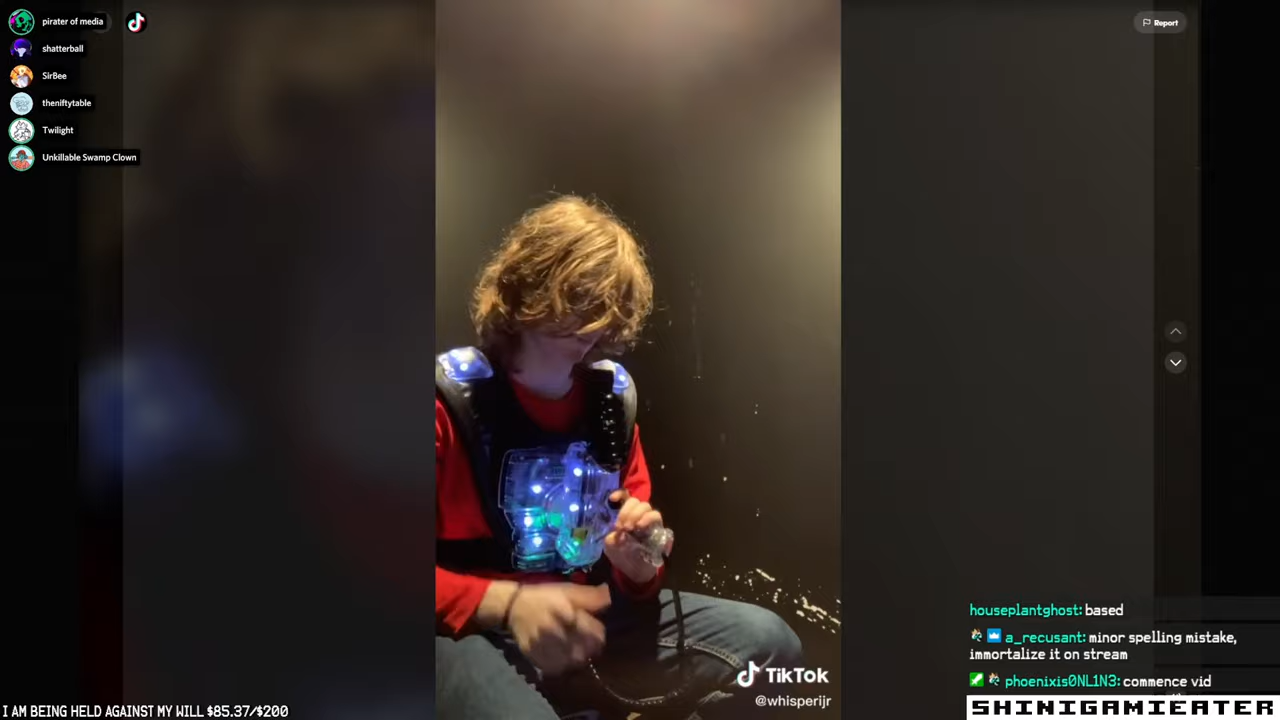 pirater of media
shatterball
SirBee
theniftytable
Twilight
Unkillable Swamp Clown
Report
houseplantghost: based
a_recusant: minor spelling mistake,
immortalize it on stream
phoenixis0NL1N3: commence vid
TikTok
@whisperijr
I AM BEING HELD AGAINST MY WILL $85.37/$200
SHINIGAMIEATER